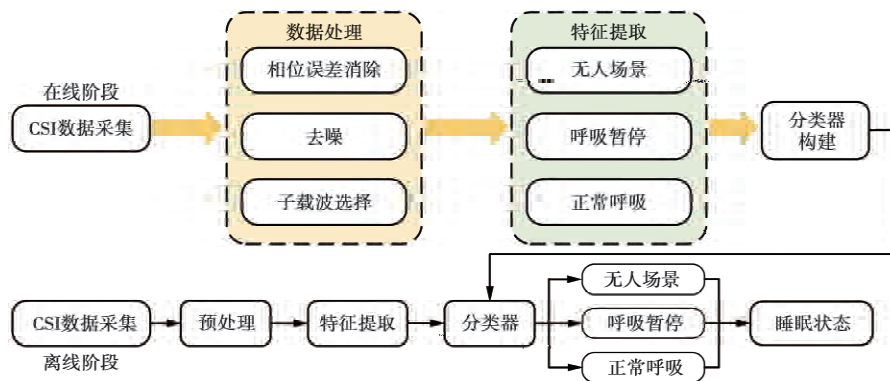 数据处理
相位误差消除
去噪
子载波选择
特征提取
无人场景
呼吸暂停
正常呼吸
在线阶段
CSI数据采集
分类器
构建
CSI数据采集
离线阶段
预处理
特征提取
分类器
无人场景
呼吸暂停
正常呼吸
睡眠状态